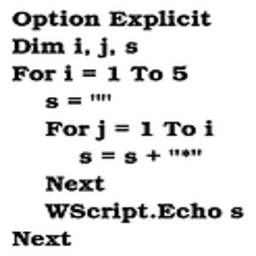 Option Explicit
Dim i, j, s
For i = 1 To 5
    s = ""
    For j = 1 To i
        s = s + "*"
    Next
    WScript.Echo s
Next